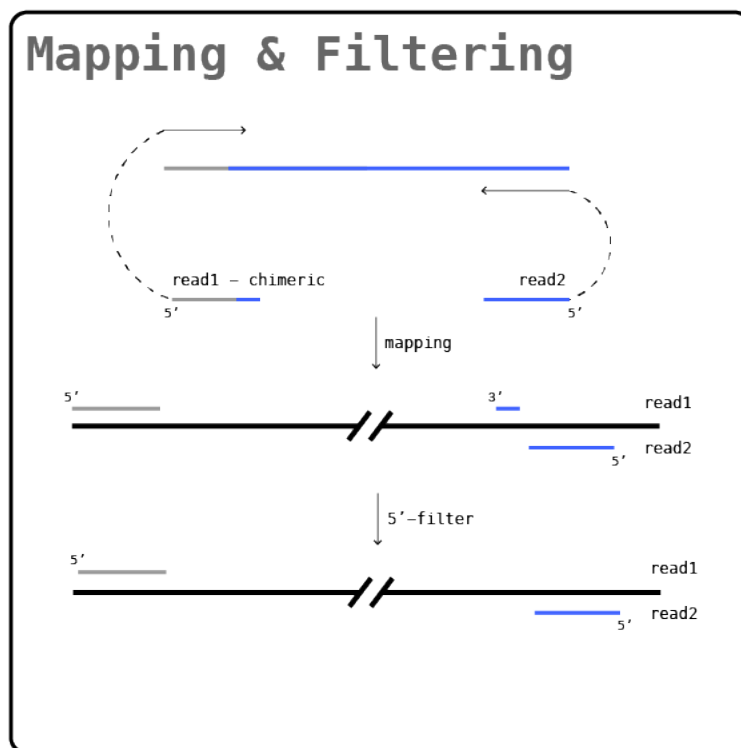 Mapping & Filtering
read1 – chimeric
read2
5’
5’
mapping
5’
3’
read1
read2
5’
5’–filter
5’
read1
read2
5’